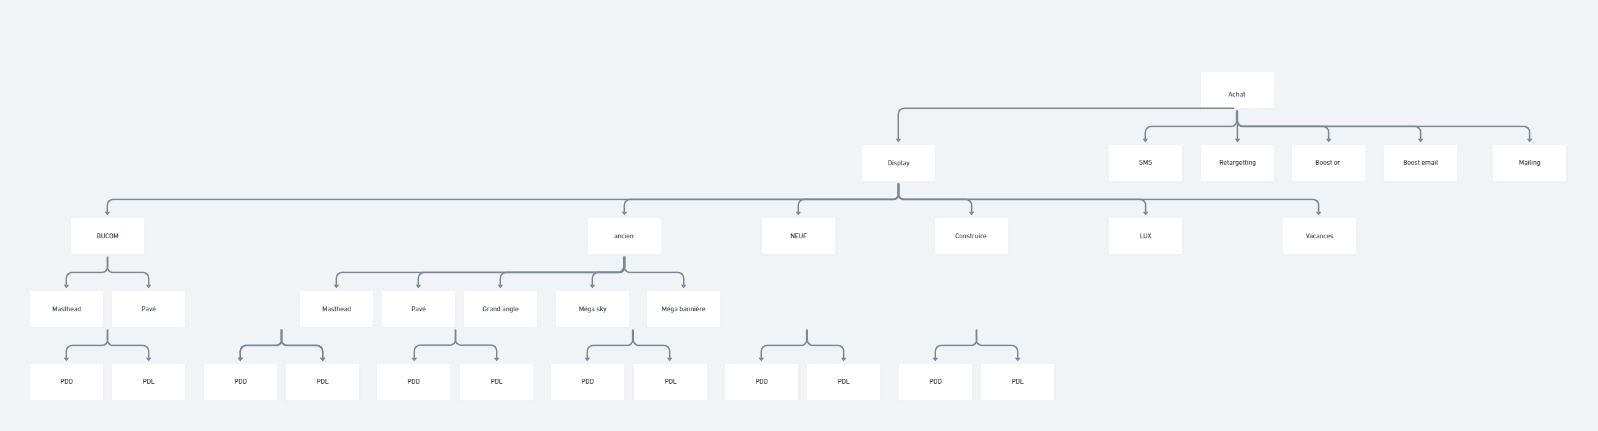 Achat
Display
SMS
Retargetting
Boost or
Boost email
Mailing
BUCOM
ancien
NEUF
Construire
LUX
Vacances
Masthead
Pavé
Masthead
Pavé
Grand angle
Méga sky
Méga bannière
PDD
PDL
PDD
PDL
PDD
PDL
PDD
PDL
PDD
PDL
PDD
PDL